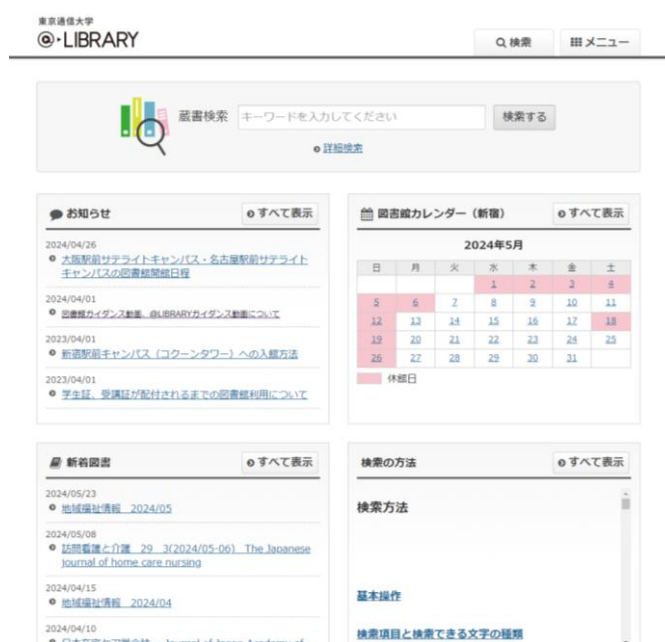 東京通信大学
@・LIBRARY
検索
メニュー
蔵書検索
キーワードを入力してください
検索する
詳細検索
お知らせ
すべて表示
2024/04/26
大阪駅前サテライトキャンパス・名古屋駅前サテライト
キャンパスの図書館開館日程
2024/04/01
図書館ガイダンス動画、@LIBRARYガイダンス動画について
2023/04/01
新宿駅前キャンパス（コクーンタワー）への入館方法
2023/04/01
学生証、受講証が配付されるまでの図書館利用について
図書館カレンダー（新宿）
すべて表示
2024年5月
日 月 火 水 木 金 土
1 2 3 4
5 6 7 8 9 10 11
12 13 14 15 16 17 18
19 20 21 22 23 24 25
26 27 28 29 30 31
休館日
新着図書
すべて表示
2024/05/23
地域福祉情報 2024/05
2024/05/08
訪問看護と介護 29 3(2024/05-06) The Japanese
journal of home care nursing
2024/04/15
地域福祉情報 2024/04
2024/04/10
検索の方法
すべて表示
検索方法
基本操作
検索項目と検索できる文字の種類